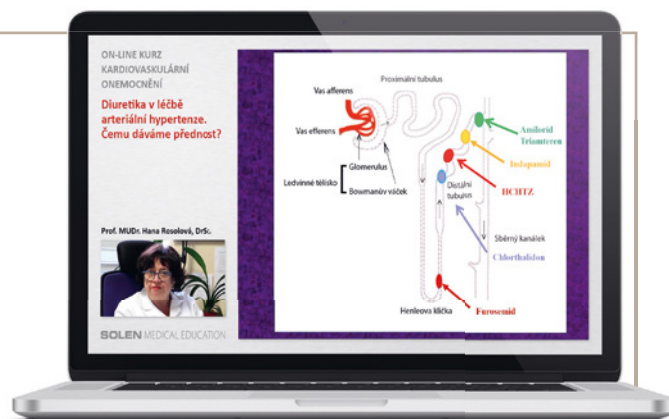 ON-LINE KURZ
KARDIOVASKULÁRNÍ
ONEMOCNĚNÍ
Diuretika v léčbě
arteriální hypertenze.
Čemu dáváme přednost?
Prof. MUDr. Hana Rosolová, DrSc.
SOLEN MEDICAL EDUCATION
Proximální tubulus
Vas afferens
Vas efferens
Glomerulus
Ledvinné tělísko
Bowmanův váček
Amilorid
Triamteren
Indapamid
HCHTZ
Distální
tubulus
Sběrný kanálek
Chlorthalidon
Henleova klička
Furosemid